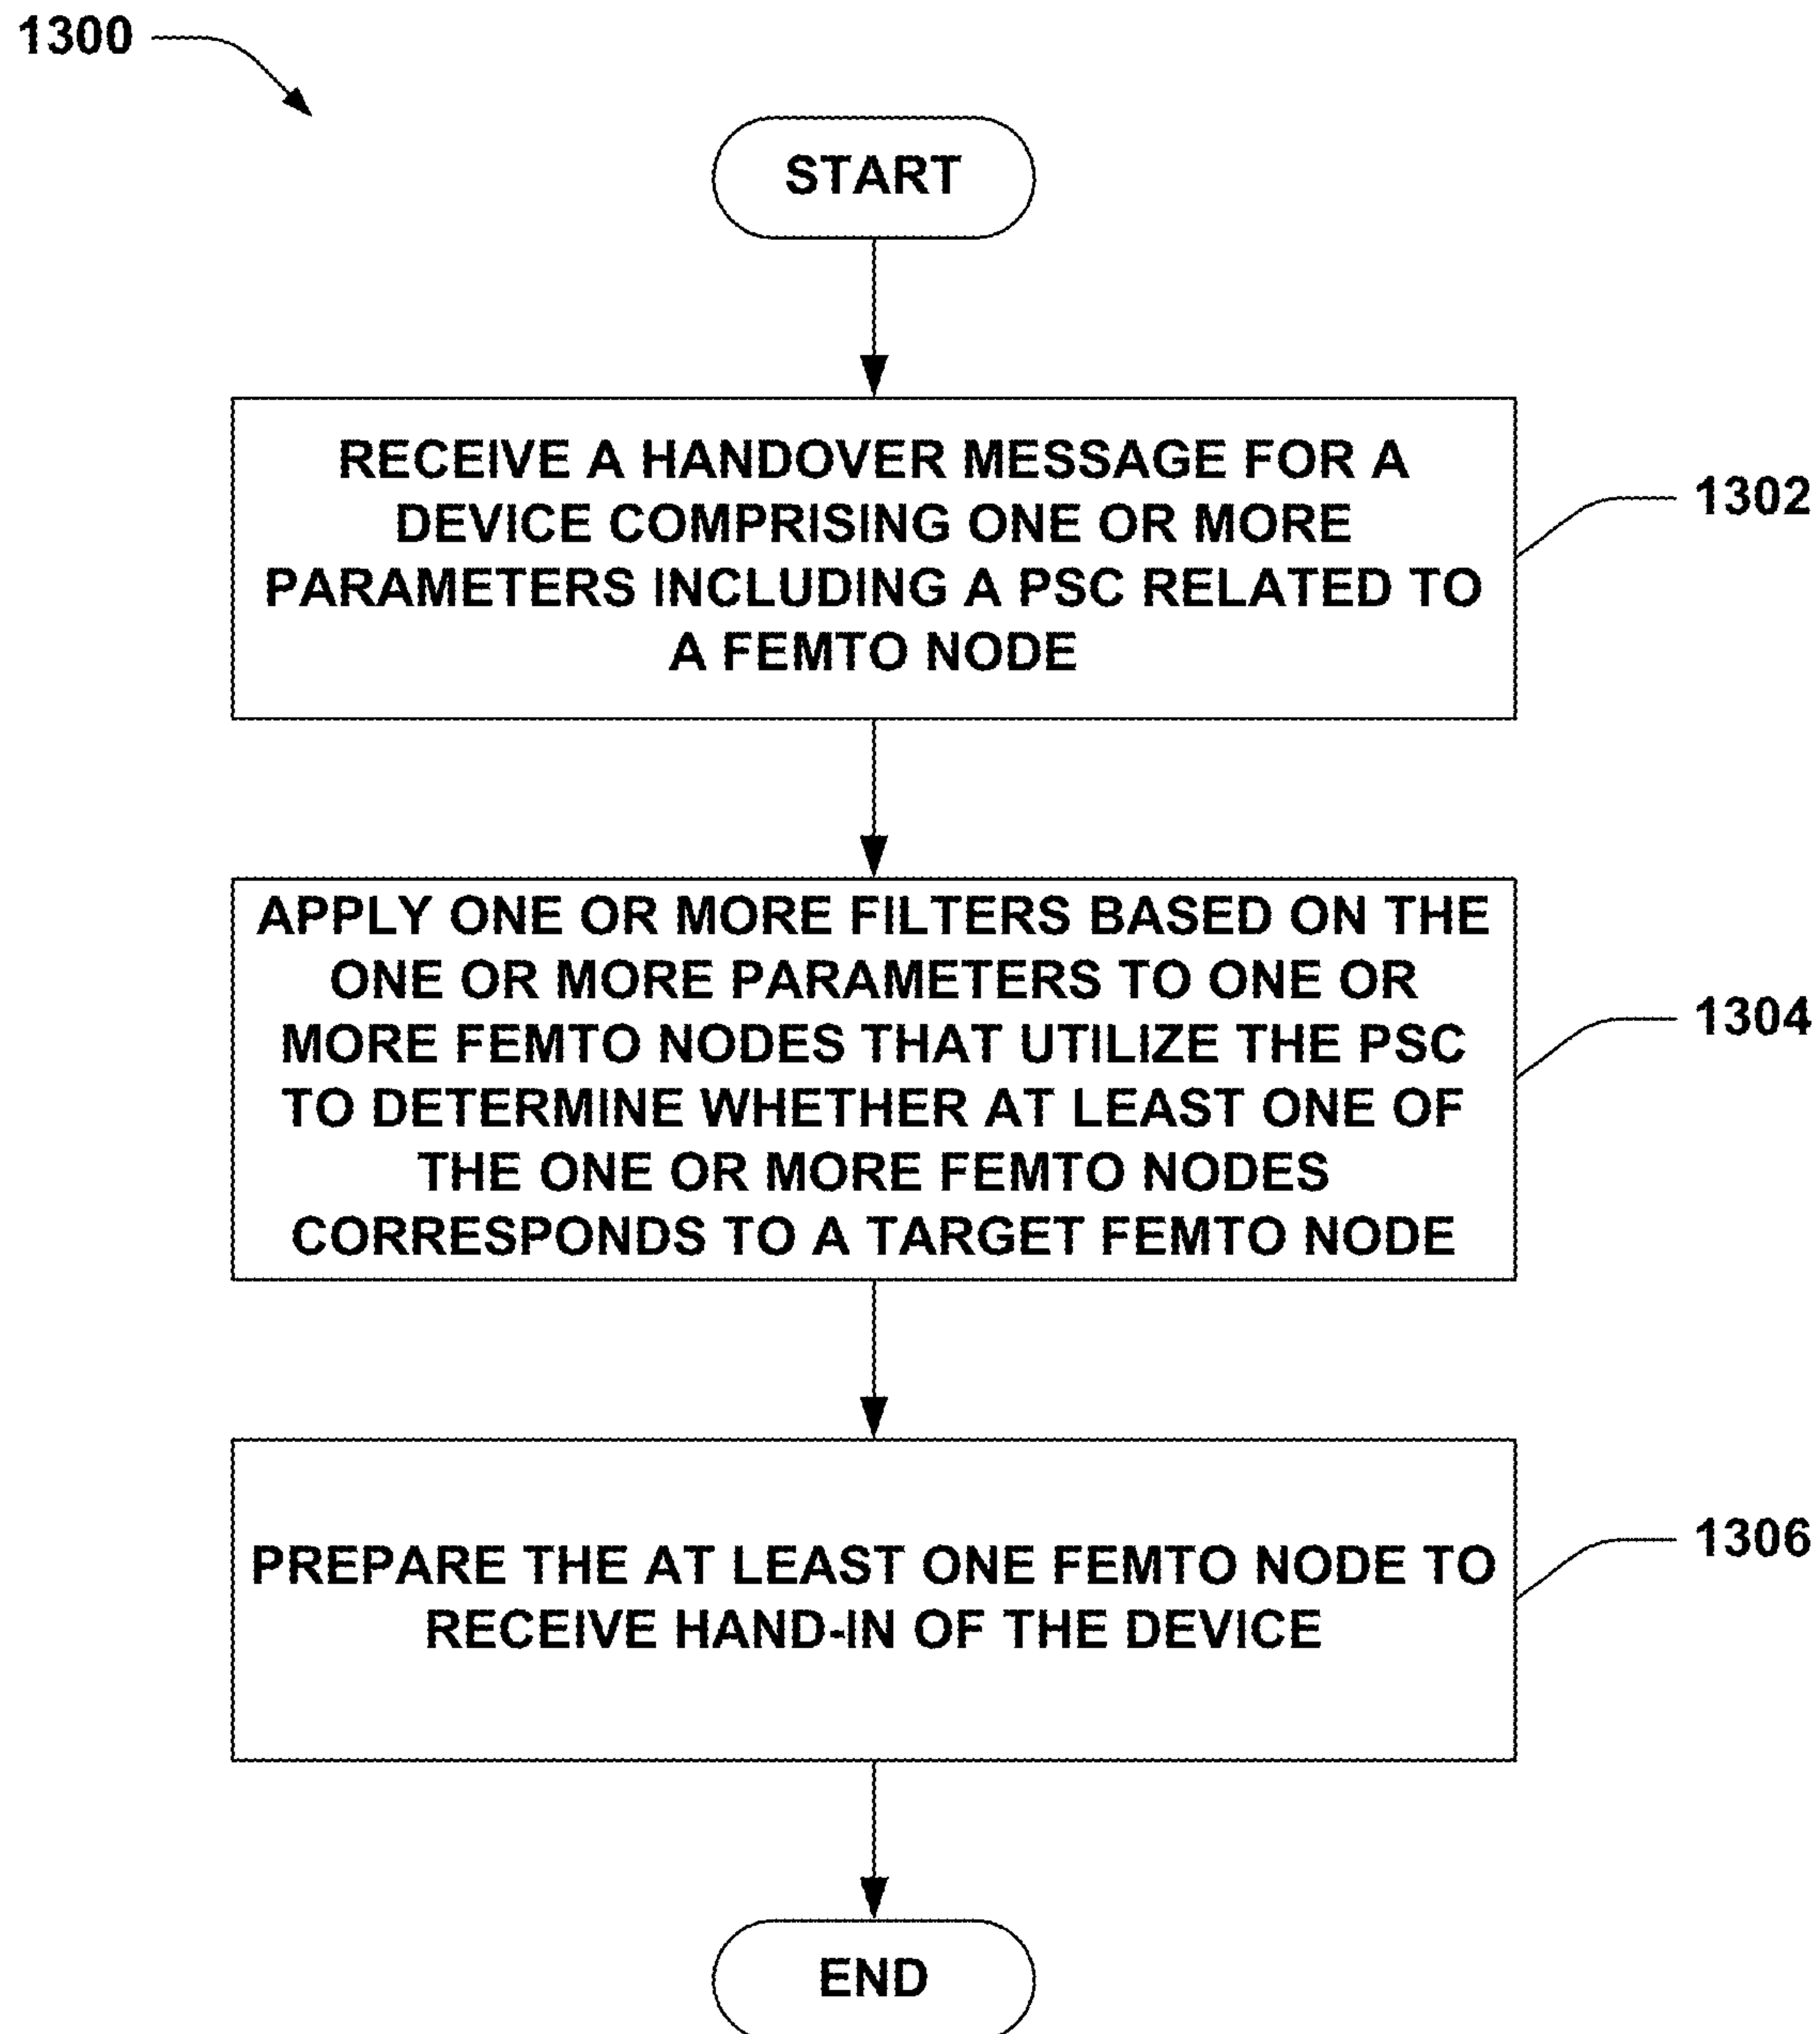 1300
START
RECEIVE A HANDOVER MESSAGE FOR A
DEVICE COMPRISING ONE OR MORE
PARAMETERS INCLUDING A PSC RELATED TO
A FEMTO NODE
1302
APPLY ONE OR MORE FILTERS BASED ON THE
ONE OR MORE PARAMETERS TO ONE OR
MORE FEMTO NODES THAT UTILIZE THE PSC
TO DETERMINE WHETHER AT LEAST ONE OF
THE ONE OR MORE FEMTO NODES
CORRESPONDS TO A TARGET FEMTO NODE
1304
PREPARE THE AT LEAST ONE FEMTO NODE TO
RECEIVE HAND-IN OF THE DEVICE
1306
END